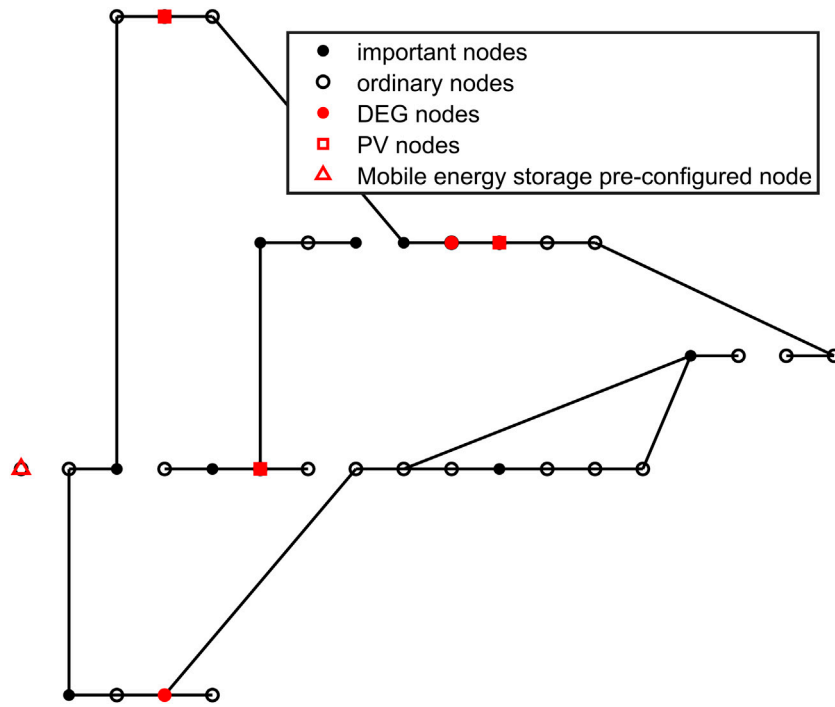 important nodes
ordinary nodes
DEG nodes
PV nodes
Mobile energy storage pre-configured node